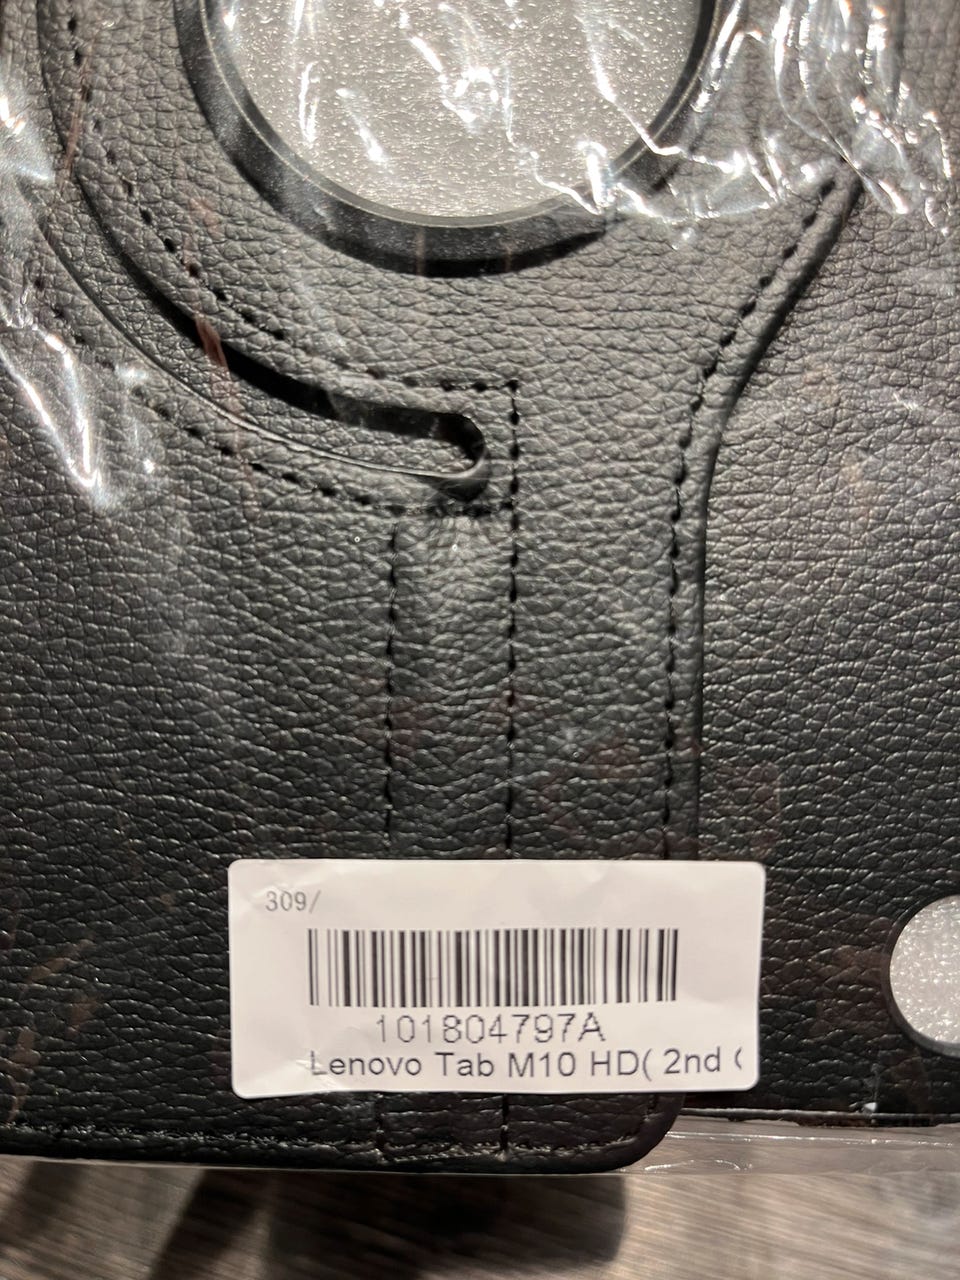 309/
101804797A
Lenovo Tab M10 HD( 2nd